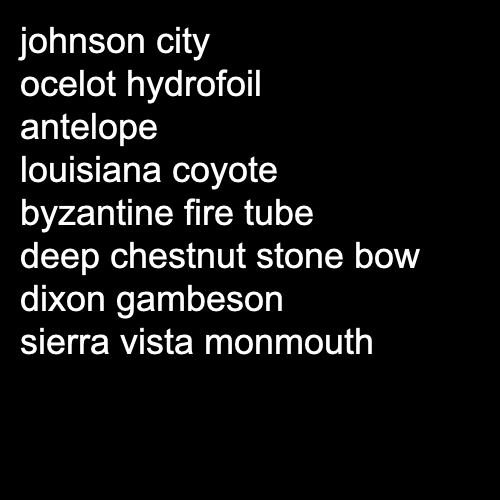 johnson city
ocelot hydrofoil
antelope
louisiana coyote
byzantine fire tube
deep chestnut stone bow
dixon gambeson
sierra vista monmouth